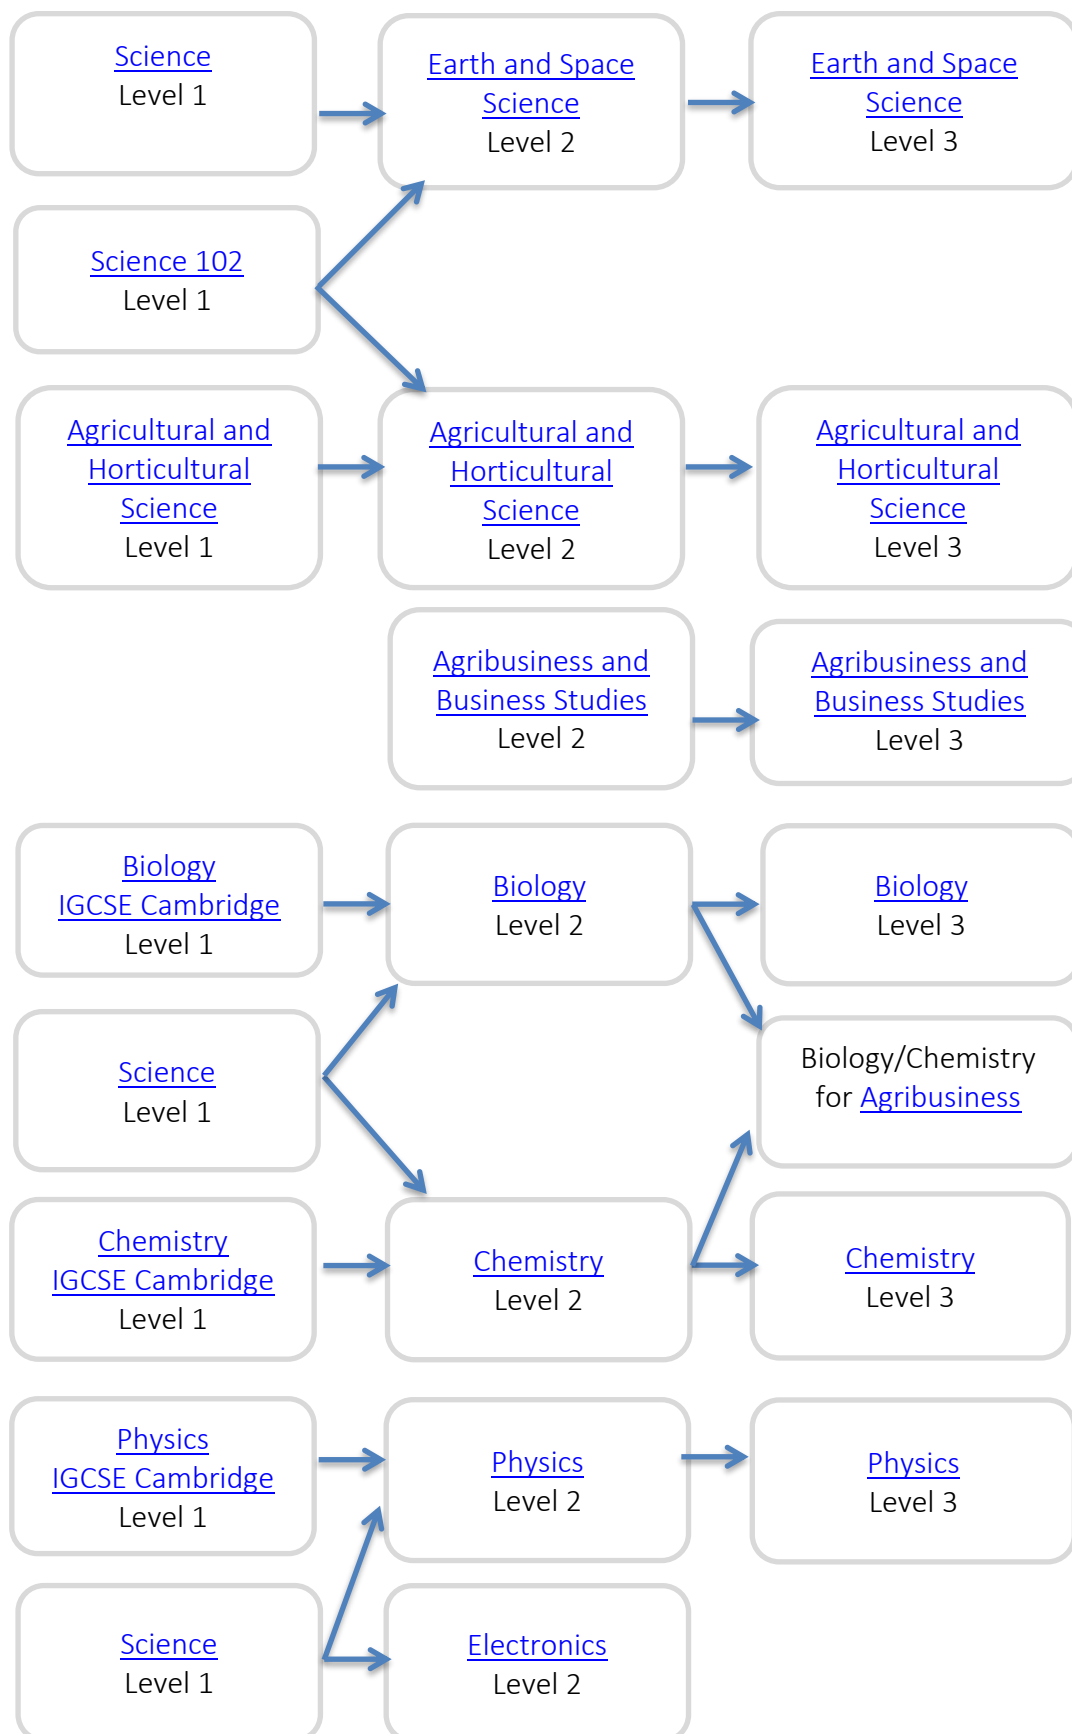 Science
Level 1
Earth and Space
Science
Level 2
Earth and Space
Science
Level 3
Science 102
Level 1
Agricultural and
Horticultural
Science
Level 1
Agricultural and
Horticultural
Science
Level 2
Agricultural and
Horticultural
Science
Level 3
Agribusiness and
Business Studies
Level 2
Agribusiness and
Business Studies
Level 3
Biology
IGCSE Cambridge
Level 1
Biology
Level 2
Biology
Level 3
Science
Level 1
Biology/Chemistry
for Agribusiness
Chemistry
IGCSE Cambridge
Level 1
Chemistry
Level 2
Chemistry
Level 3
Physics
IGCSE Cambridge
Level 1
Physics
Level 2
Physics
Level 3
Science
Level 1
Electronics
Level 2